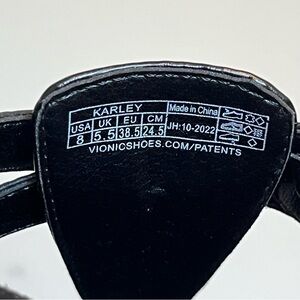 KARLEY
USA UK EU CM
8 5.5 38.5 24.5
Made in China
JH:10-2022
VIONICSHOES.COM/PATENTS